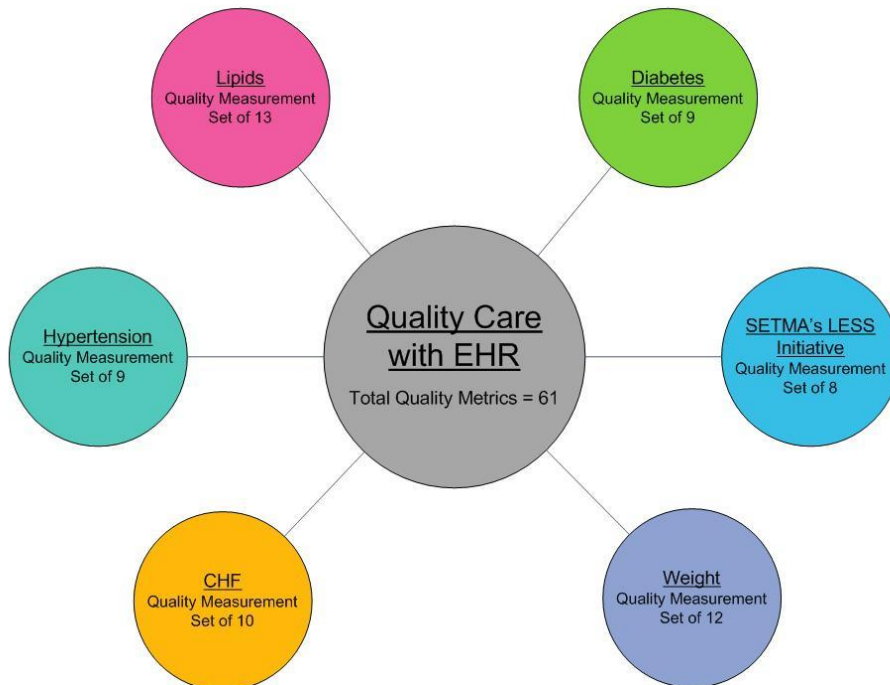 Lipids
Quality Measurement
Set of 13
Diabetes
Quality Measurement
Set of 9
Hypertension
Quality Measurement
Set of 9
Quality Care
with EHR
Total Quality Metrics = 61
SETMA's LESS
Initiative
Quality Measurement
Set of 8
CHF
Quality Measurement
Set of 10
Weight
Quality Measurement
Set of 12